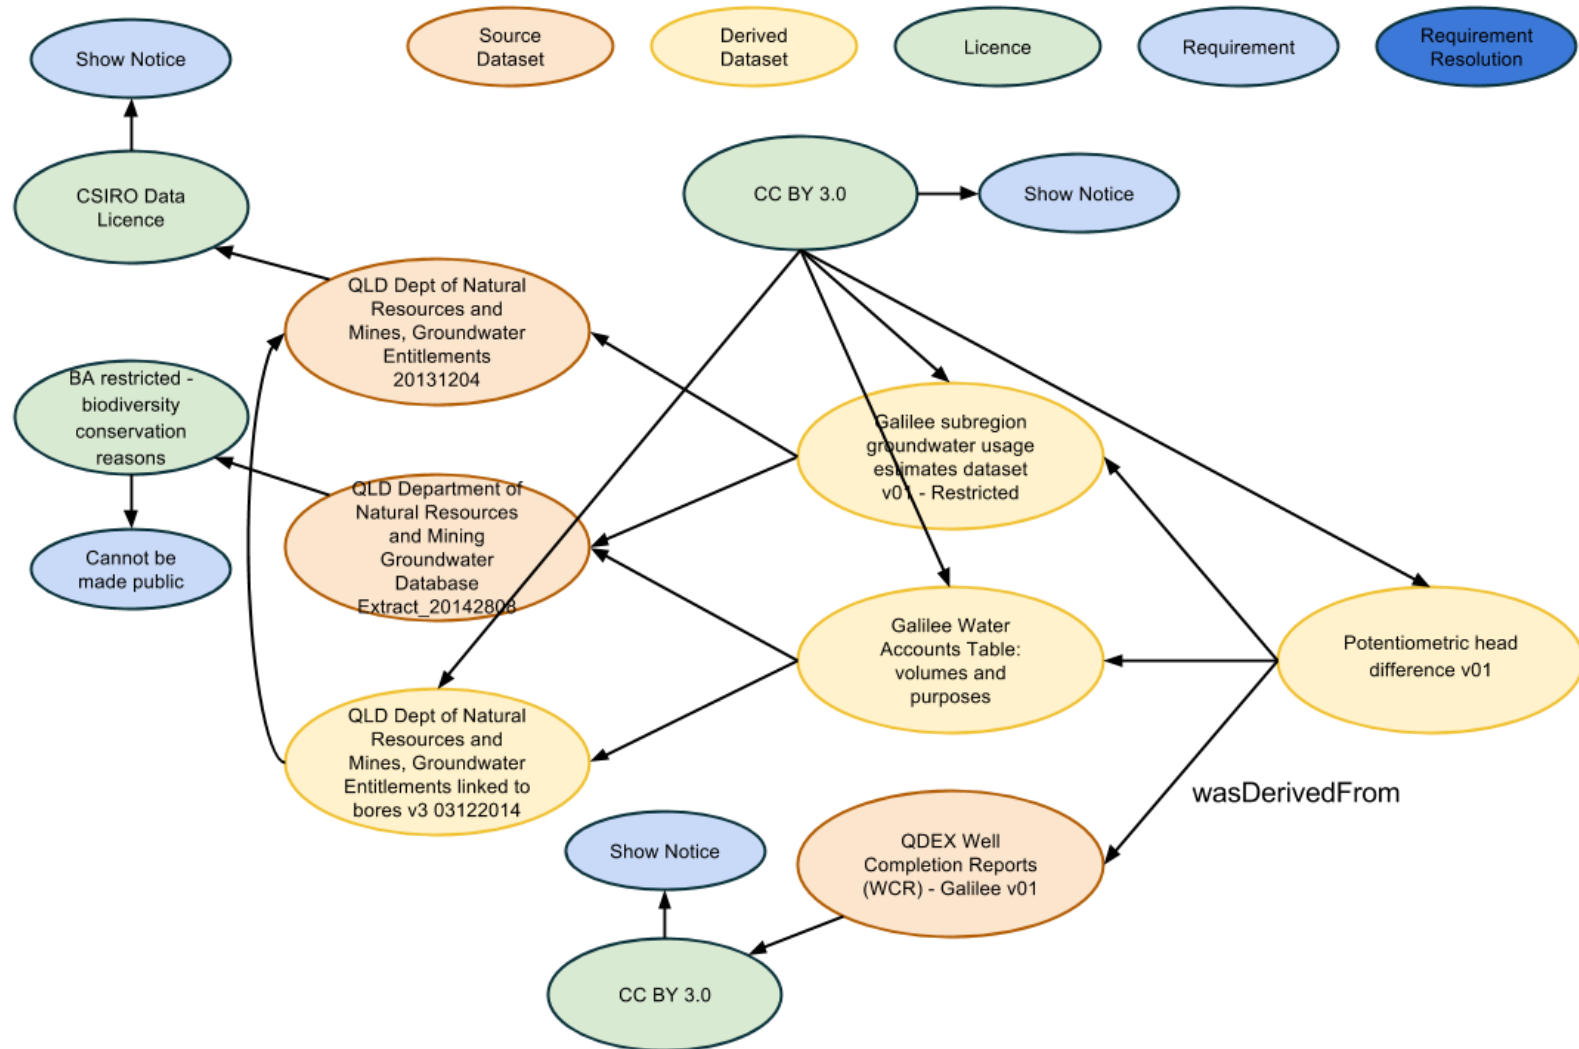 Show Notice
Source
Dataset
Derived
Dataset
Licence
Requirement
Requirement
Resolution
CSIRO Data
Licence
CC BY 3.0
Show Notice
QLD Dept of Natural
Resources and
Mines, Groundwater
Entitlements
20131204
BA restricted -
biodiversity
conservation
reasons
Galilee subregion
groundwater usage
estimates dataset
v01 - Restricted
QLD Department of
Natural Resources
and Mining
Groundwater
Database
Extract_20142808
Cannot be
made public
Galilee Water
Accounts Table:
volumes and
purposes
Potentiometric head
difference v01
QLD Dept of Natural
Resources and
Mines, Groundwater
Entitlements linked to
bores v3 03122014
wasDerivedFrom
Show Notice
QDEX Well
Completion Reports
(WCR) - Galilee v01
CC BY 3.0